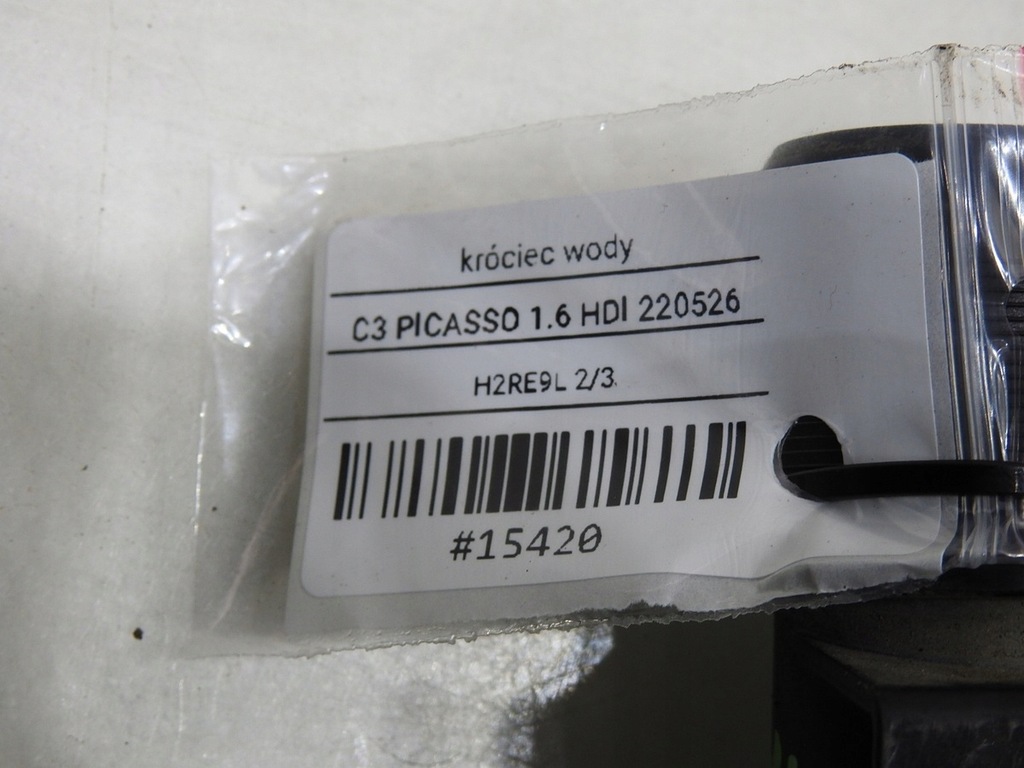 króciec wody
C3 PICASSO 1.6 HDI 220526
H2RE9L 2/3
#15420